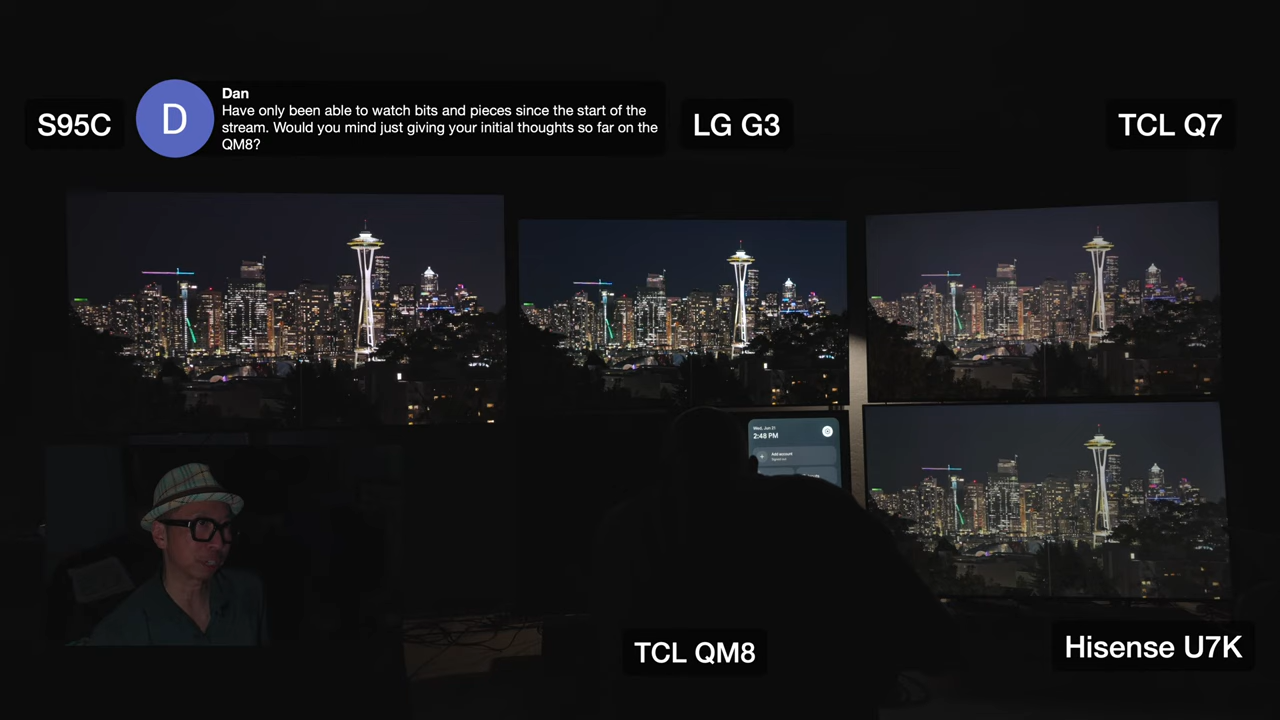 S95C
D
Dan
Have only been able to watch bits and pieces since the start of the
stream. Would you mind just giving your initial thoughts so far on the
QM8?
LG G3
TCL Q7
Wed, Jun 21
2:48 PM
Add account
TCL QM8
Hisense U7K